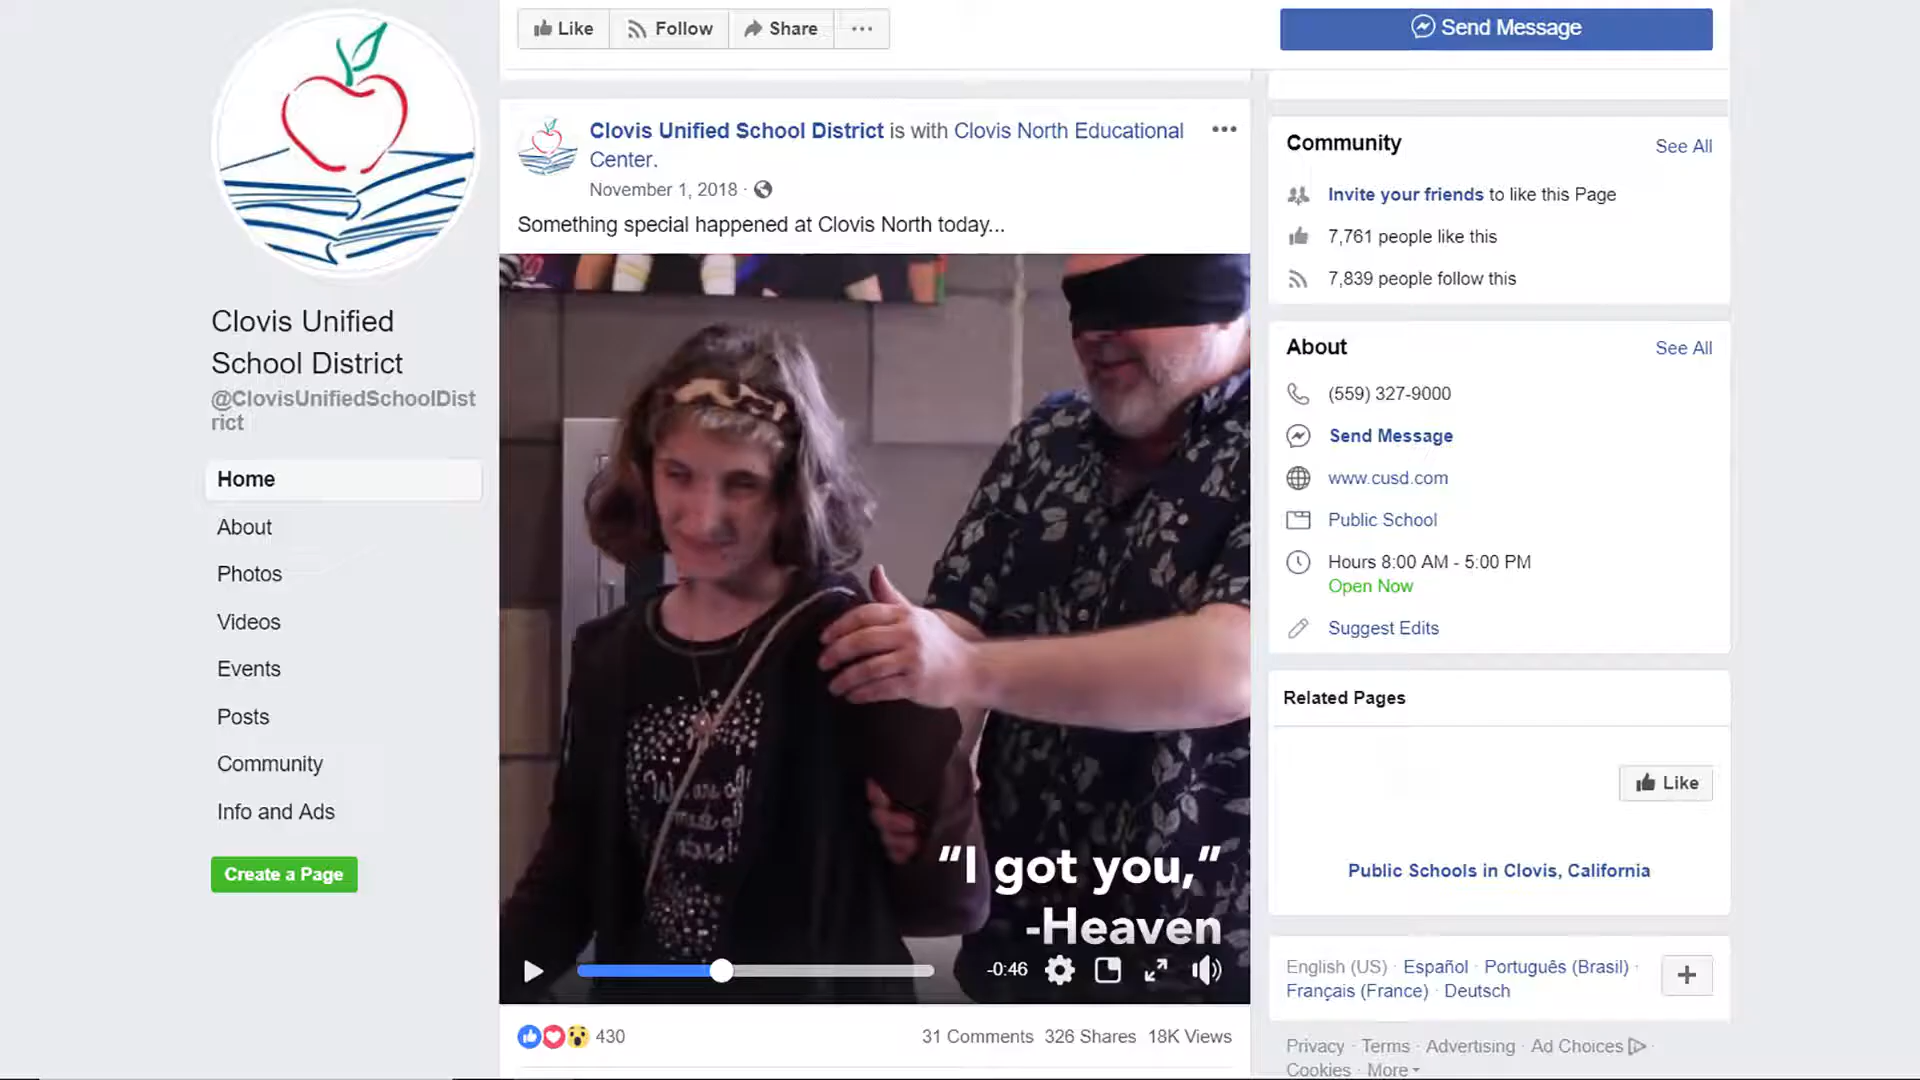 Like
Follow
Share
Send Message
Clovis Unified
School District
@ClovisUnifiedSchoolDist
rict
Home
About
Photos
Videos
Events
Posts
Community
Info and Ads
Create a Page
Clovis Unified School District is with Clovis North Educational
Center.
November 1, 2018 ·
Something special happened at Clovis North today...
"I got you,"
-Heaven
-0:46
430
31 Comments 326 Shares 18K Views
Community
See All
Invite your friends to like this Page
7,761 people like this
7,839 people follow this
About
See All
(559) 327-9000
Send Message
www.cusd.com
Public School
Hours 8:00 AM - 5:00 PM
Open Now
Suggest Edits
Related Pages
Like
Public Schools in Clovis, California
English (US) · Español · Português (Brasil) ·
Français (France) · Deutsch
Privacy · Terms · Advertising · Ad Choices ·
Cookies · More